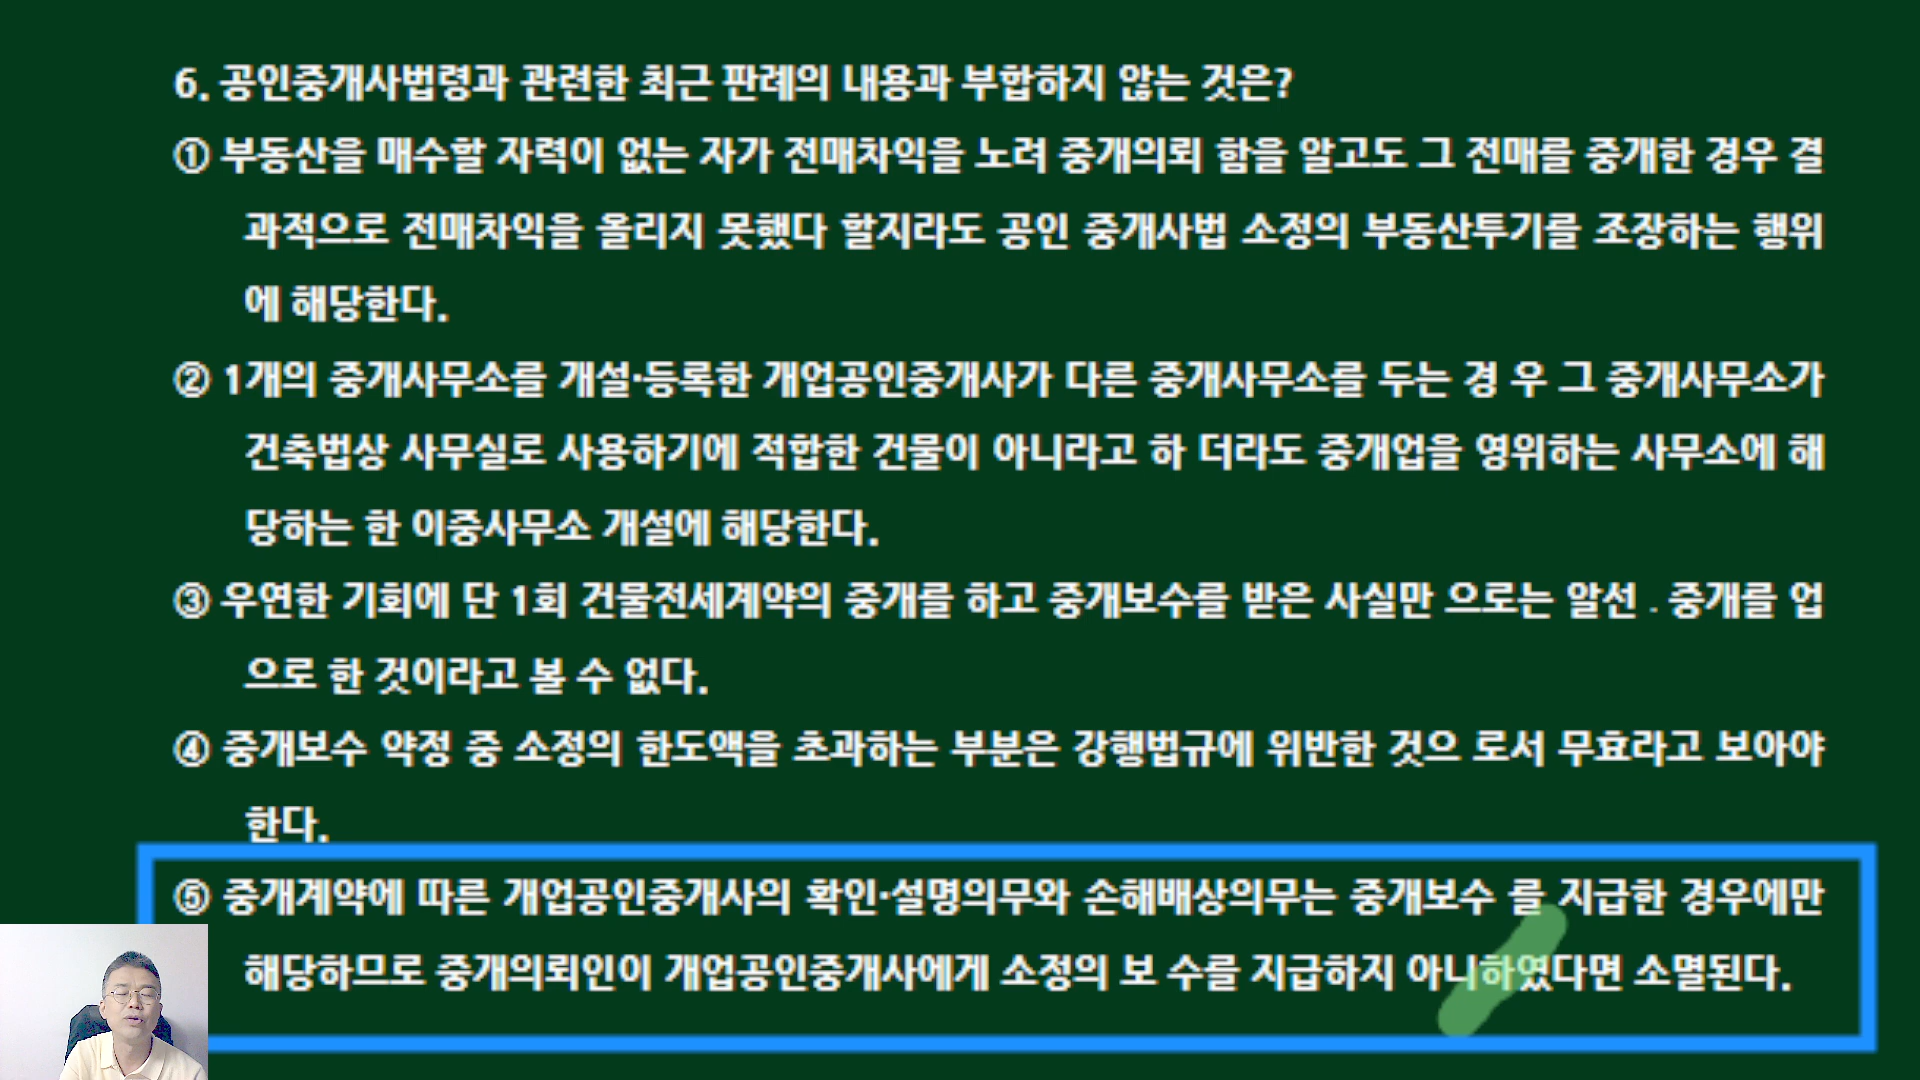 6. 공인중개사법령과 관련한 최근 판례의 내용과 부합하지 않는 것은?
① 부동산을 매수할 자력이 없는 자가 전매차익을 노려 중개의뢰 함을 알고도 그 전매를 중개한 경우 결
과적으로 전매차익을 올리지 못했다 할지라도 공인 중개사법 소정의 부동산투기를 조장하는 행위
에 해당한다.
② 1개의 중개사무소를 개설·등록한 개업공인중개사가 다른 중개사무소를 두는 경 우 그 중개사무소가
건축법상 사무실로 사용하기에 적합한 건물이 아니라고 하 더라도 중개업을 영위하는 사무소에 해
당하는 한 이중사무소 개설에 해당한다.
③ 우연한 기회에 단 1회 건물전세계약의 중개를 하고 중개보수를 받은 사실만 으로는 알선 . 중개를 업
으로 한 것이라고 볼 수 없다.
④ 중개보수 약정 중 소정의 한도액을 초과하는 부분은 강행법규에 위반한 것으 로서 무효라고 보아야
한다.
⑤ 중개계약에 따른 개업공인중개사의 확인·설명의무와 손해배상의무는 중개보수 를 지급한 경우에만
해당하므로 중개의뢰인이 개업공인중개사에게 소정의 보 수를 지급하지 아니하였다면 소멸된다.